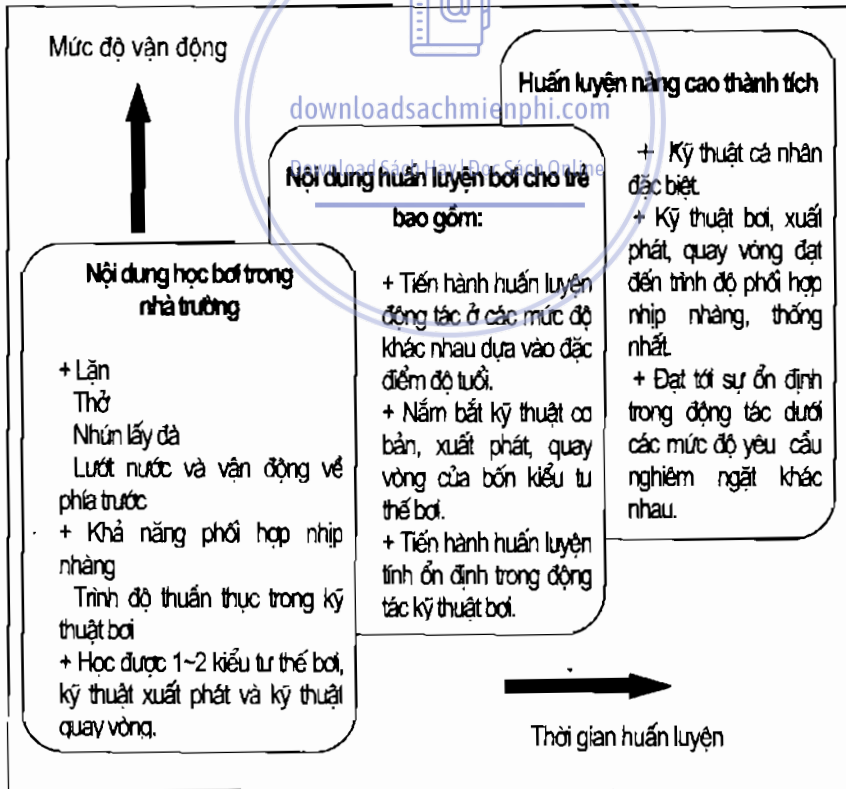 Mức độ vận động
Huấn luyện nâng cao thành tích
+ Kỹ thuật cá nhân
đặc biệt.
+ Kỹ thuật bơi, xuất
phát, quay vòng đạt
đến trình độ phối hợp
nhịp nhàng, thống
nhất.
+ Đạt tới sự ổn định
trong động tác dưới
các mức độ yêu cầu
nghiêm ngặt khác
nhau.
downloadsachmienphi.com
Download Sách Hay | Đọc Sách Online
Nội dung huấn luyện bơi cho trẻ
bao gồm:
+ Tiến hành huấn luyện
động tác ở các mức độ
khác nhau dựa vào đặc
điểm độ tuổi.
+ Nắm bắt kỹ thuật cơ
bản, xuất phát, quay
vòng của bốn kiểu tư
thế bơi.
+ Tiến hành huấn luyện
tính ổn định trong động
tác kỹ thuật bơi.
Nội dung học bơi trong
nhà trường
+ Lặn
Thở
Nhún lấy đà
Lướt nước và vận động về
phía trước
+ Khả năng phối hợp nhịp
nhàng
Trình độ thuần thục trong kỹ
thuật bơi
+ Học được 1~2 kiểu tư thế bơi,
kỹ thuật xuất phát và kỹ thuật
quay vòng.
Thời gian huấn luyện